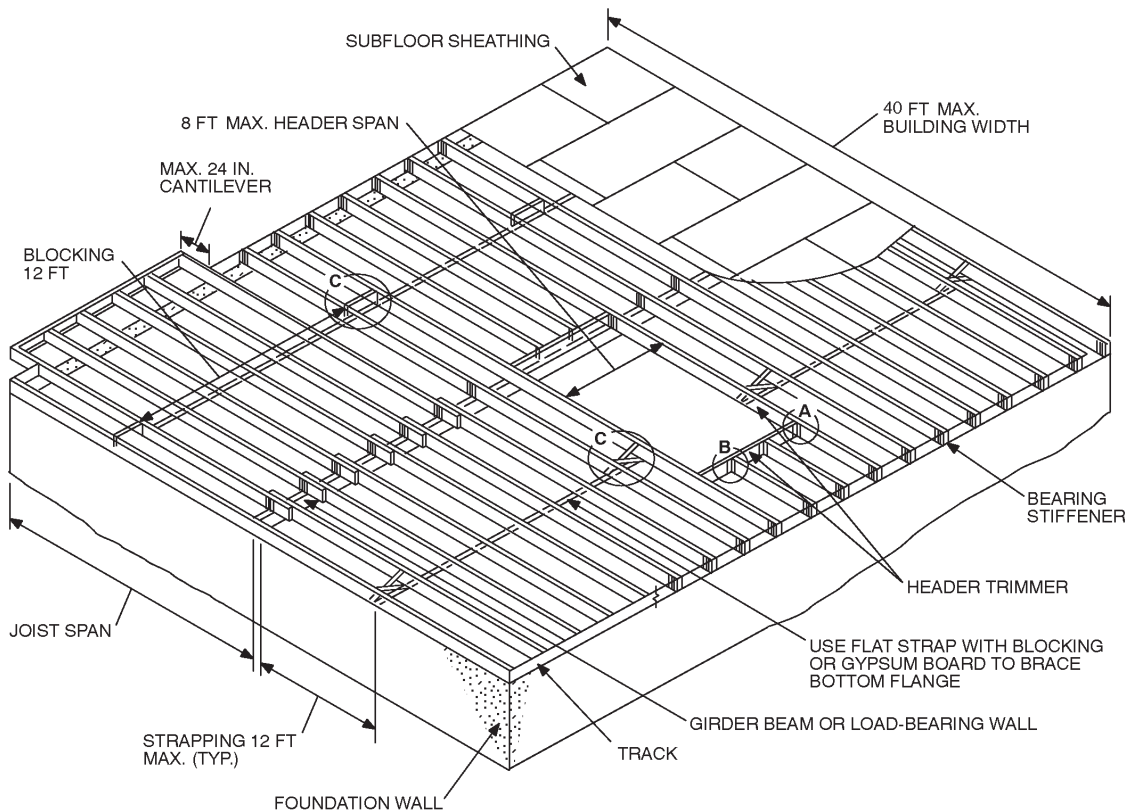 SUBFLOOR SHEATHING
40 FT MAX.
BUILDING WIDTH
8 FT MAX. HEADER SPAN
MAX. 24 IN.
CANTILEVER
BLOCKING
12 FT
C
C
A
B
BEARING
STIFFENER
HEADER TRIMMER
JOIST SPAN
USE FLAT STRAP WITH BLOCKING
OR GYPSUM BOARD TO BRACE
BOTTOM FLANGE
GIRDER BEAM OR LOAD-BEARING WALL
STRAPPING 12 FT
MAX. (TYP.)
TRACK
FOUNDATION WALL